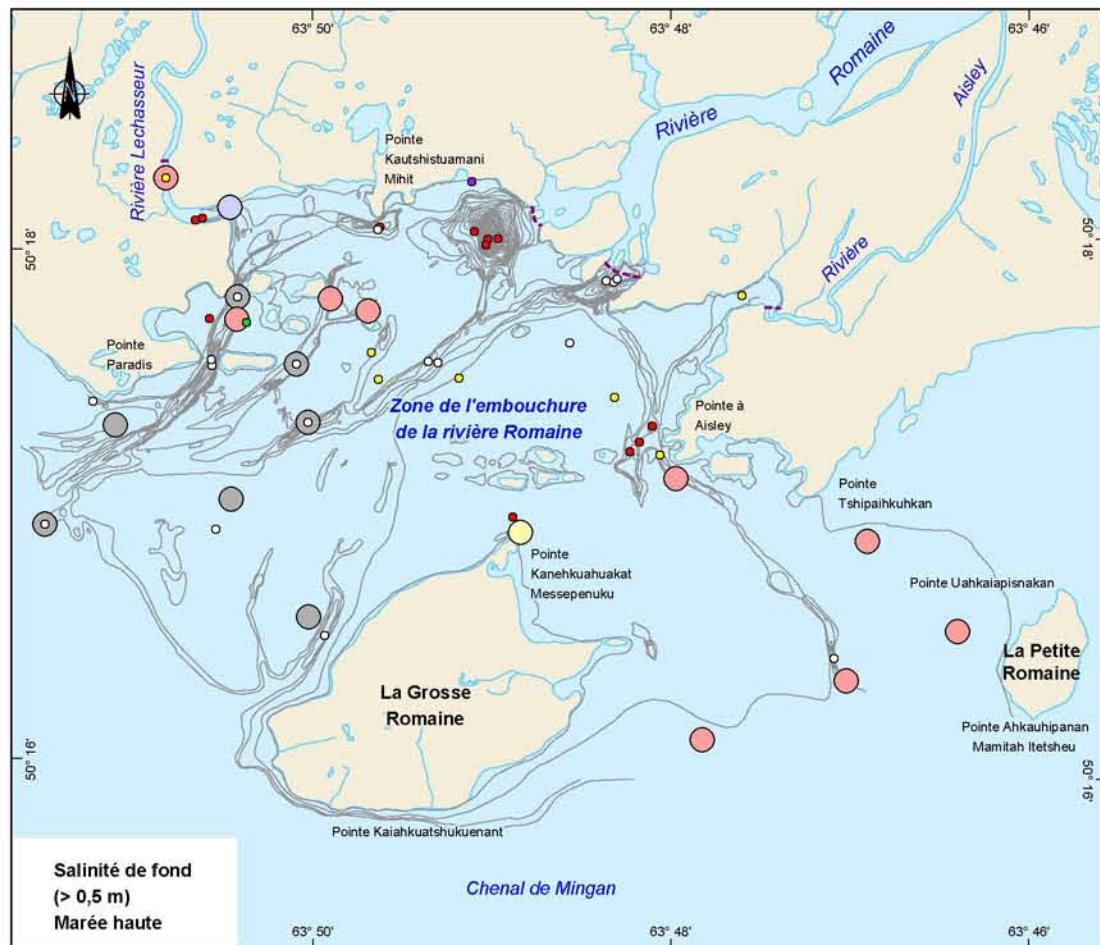 63° 50'
63° 48'
63° 46'
Romaine
Aisley
Rivière
Rivière Lechasseur
Pointe
Kautshistuamani
Mihit
50° 18'
50° 18'
Rivière
Pointe
Paradis
Zone de l'embouchure
de la rivière Romaine
Pointe à
Aisley
Pointe
Tshipaihkuhkan
Pointe
Kanehkuahuakat
Messepenuku
Pointe Uahkaiapisnakan
La Petite
Romaine
La Grosse
Romaine
Pointe Ahkauhipanan
Mamitah Itetsheu
50° 16'
50° 16'
Pointe Kaiahkuatshukuenant
Salinité de fond
(> 0,5 m)
Marée haute
Chenal de Mingan
63° 50'
63° 48'
63° 46'